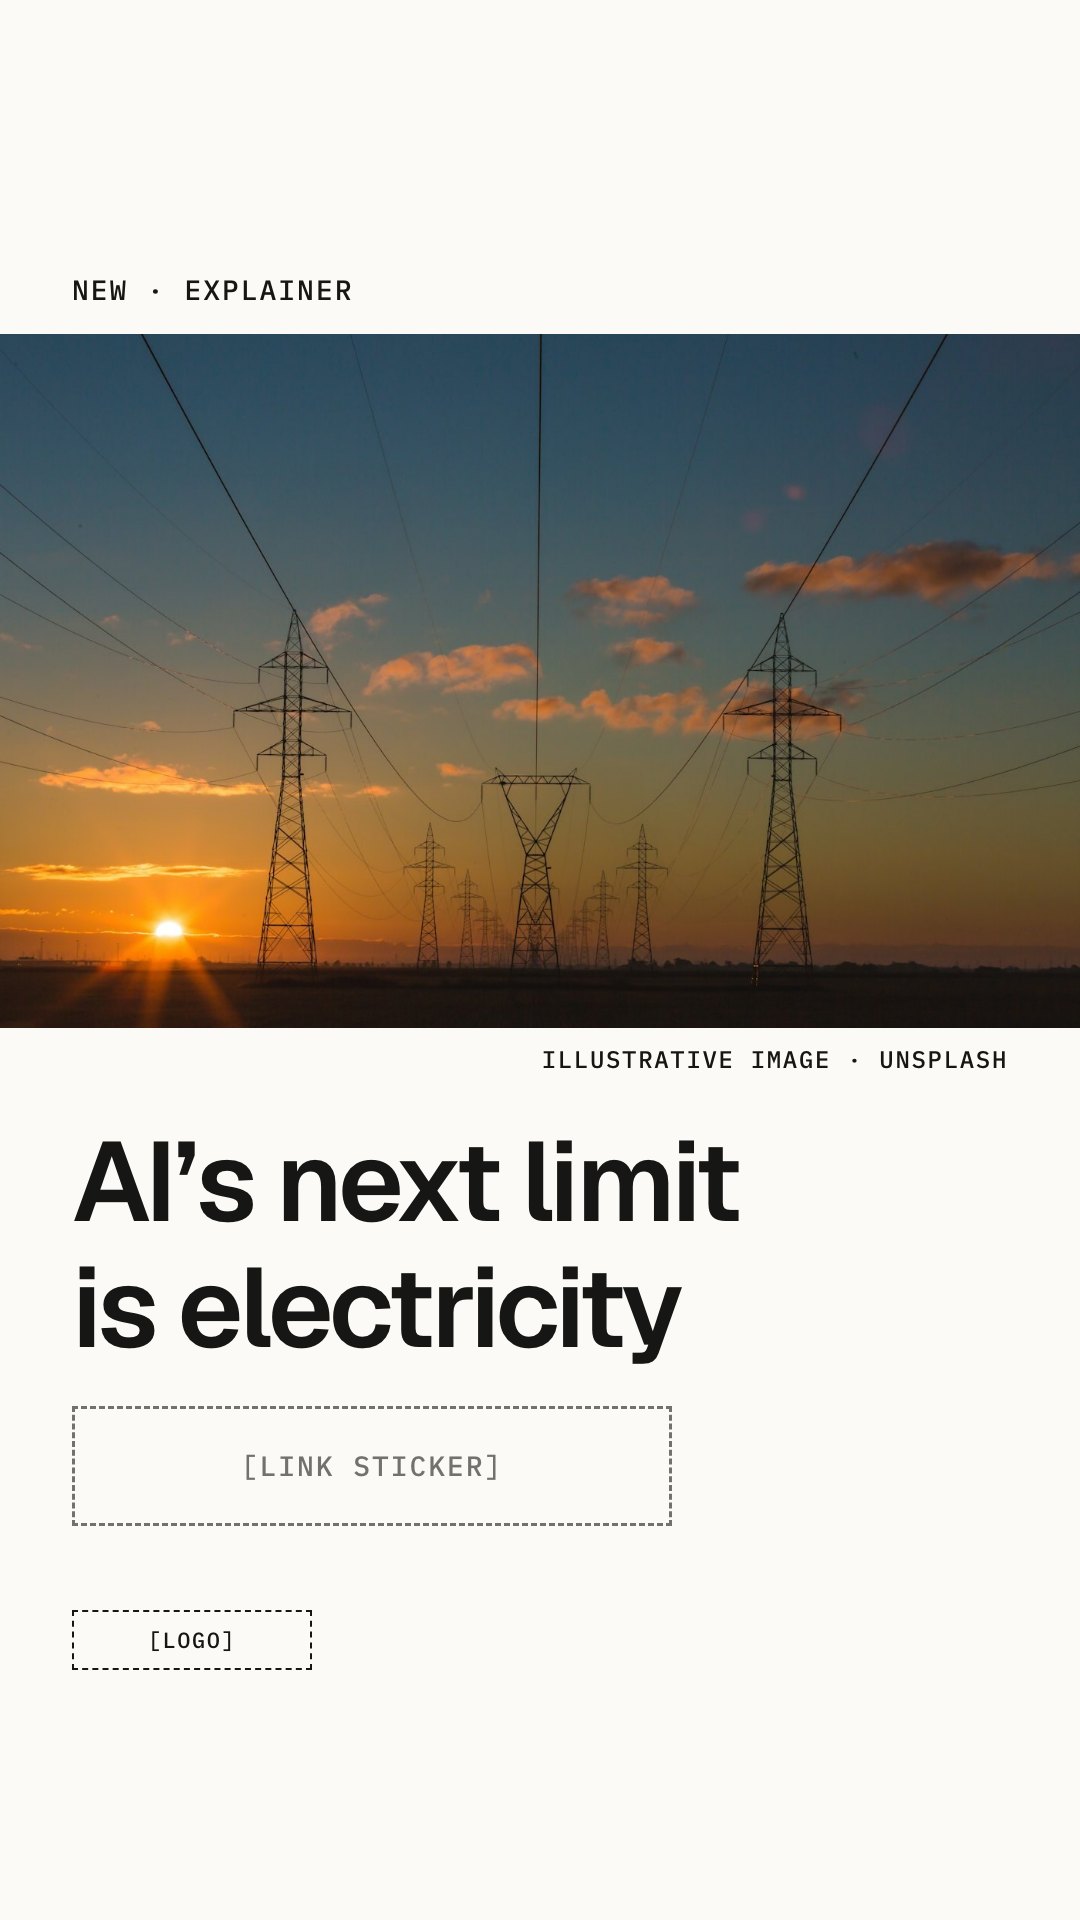 NEW · EXPLAINER
ILLUSTRATIVE IMAGE · UNSPLASH
AI’s next limit
is electricity
[LINK STICKER]
[LOGO]